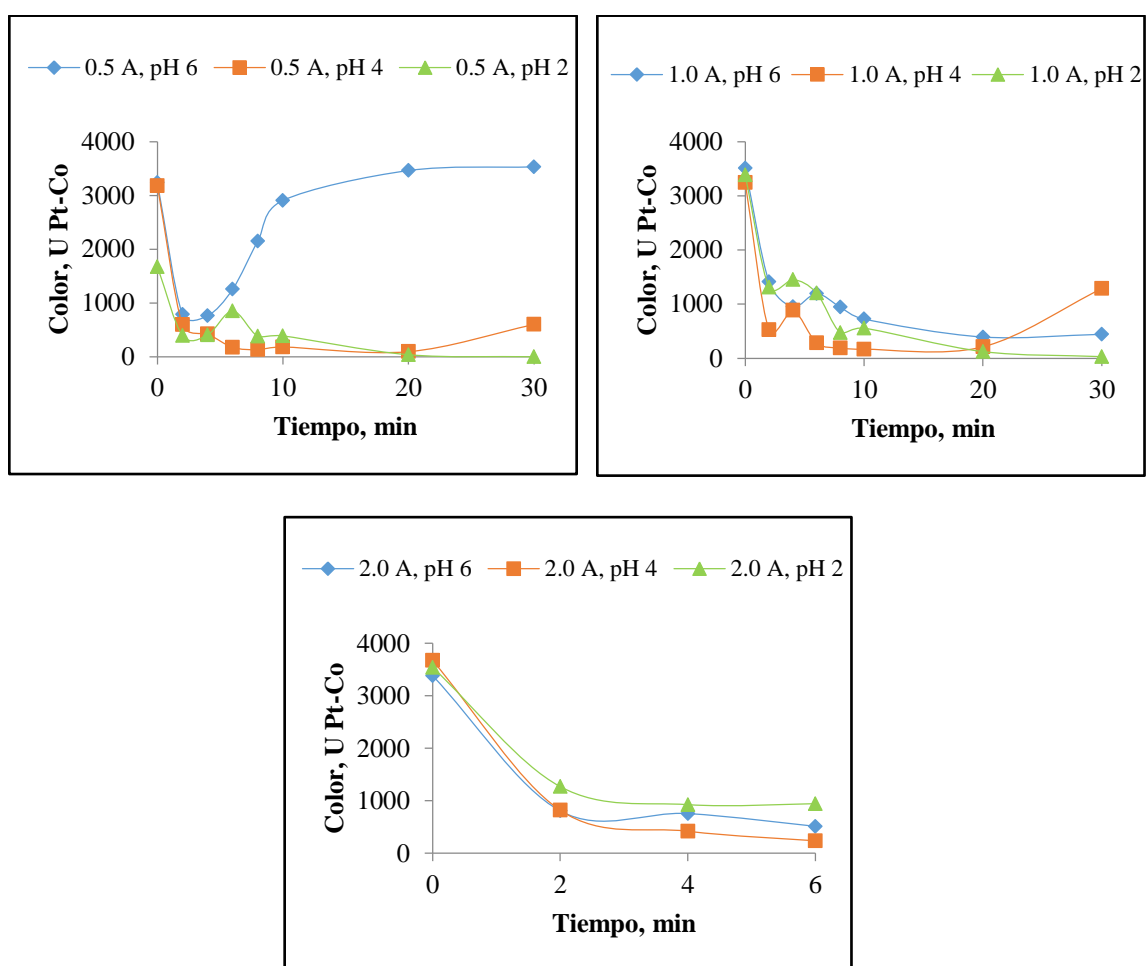 0.5 A, pH 6 0.5 A, pH 4 0.5 A, pH 2
4000
3000
2000
1000
0
Color, U Pt-Co
0 10 20 30
Tiempo, min
1.0 A, pH 6 1.0 A, pH 4 1.0 A, pH 2
4000
3000
2000
1000
0
Color, U Pt-Co
0 10 20 30
Tiempo, min
2.0 A, pH 6 2.0 A, pH 4 2.0 A, pH 2
4000
3000
2000
1000
0
Color, U Pt-Co
0 2 4 6
Tiempo, min